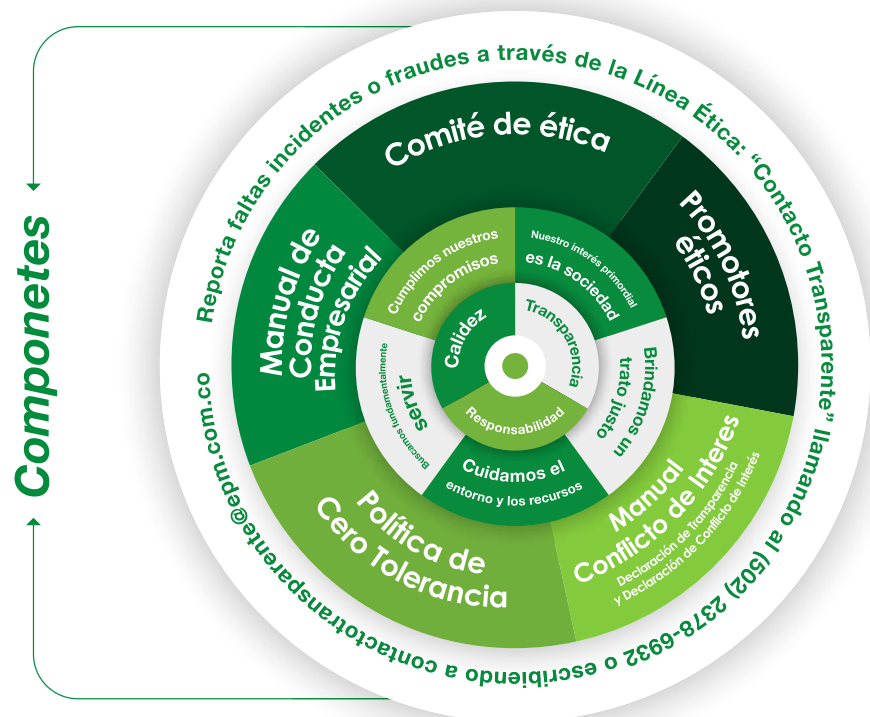 Componetes
Reporta faltas incidentes o fraudes a través de la Línea Ética: “Contacto Transparente” llamando al (502) 2378-6932 o escribiendo a contactotransparente@epm.com.co
Comité de ética
Promotores
éticos
Manual
Conflicto de Interes
Declaración de Transparencia
y Declaración de Conflicto de Interés
Política de
Cero Tolerancia
Manual de
Conducta
Empresarial
Cumplimos nuestros
compromisos
Nuestro interés primordial
es la sociedad
Brindamos un
trato justo
Cuidamos el
entorno y los recursos
Buscamos fundamentalmente
servir
Calidez
Transparencia
Responsabilidad